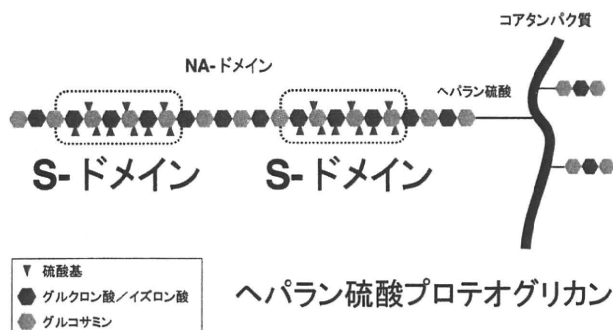 コアタンパク質
NA-ドメイン
ヘパラン硫酸
S-ドメイン
S-ドメイン
硫酸基
グルクロン酸／イズロン酸
グルコサミン
ヘパラン硫酸プロテオグリカン